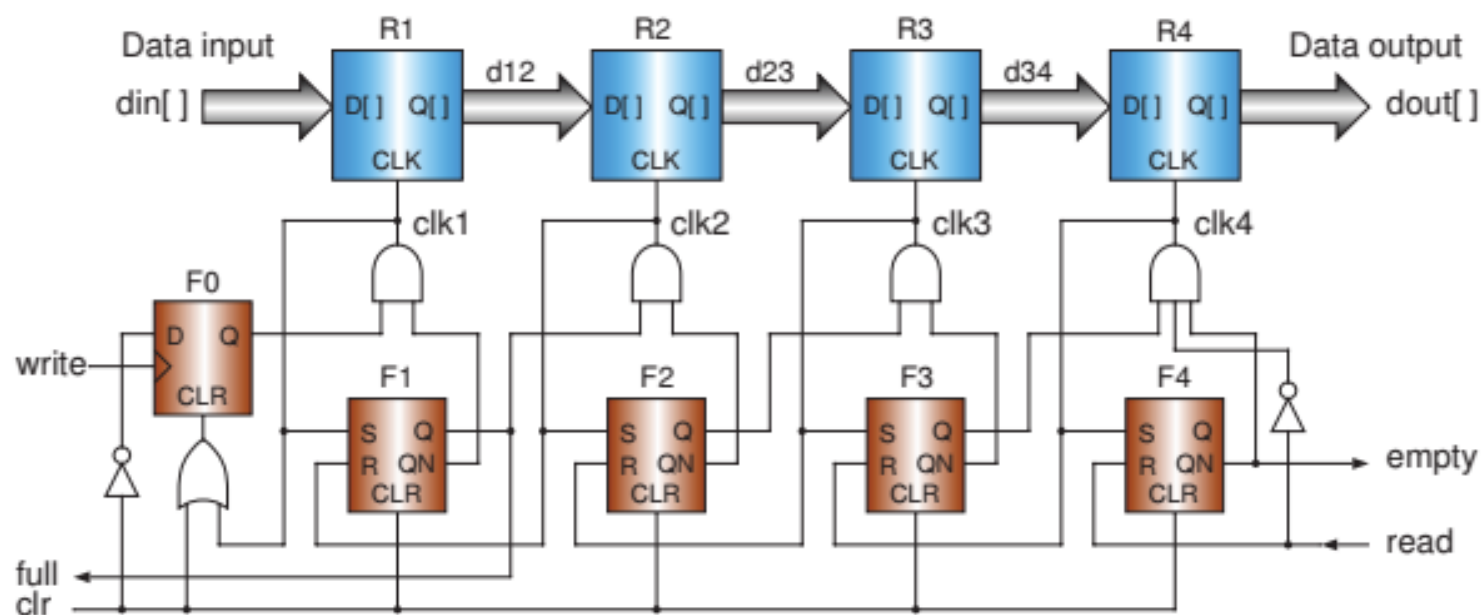 R1 R2 R3 R4
Data input d12 d23 d34 Data output
din[ ] D[ ] Q[ ] D[ ] Q[ ] D[ ] Q[ ] D[ ] Q[ ] dout[ ]
CLK CLK CLK CLK
clk1 clk2 clk3 clk4
F0
D Q
write
CLR
F1 F2 F3 F4
S Q S Q S Q S Q
R QN R QN R QN R QN empty
CLR CLR CLR CLR
read
full
clr